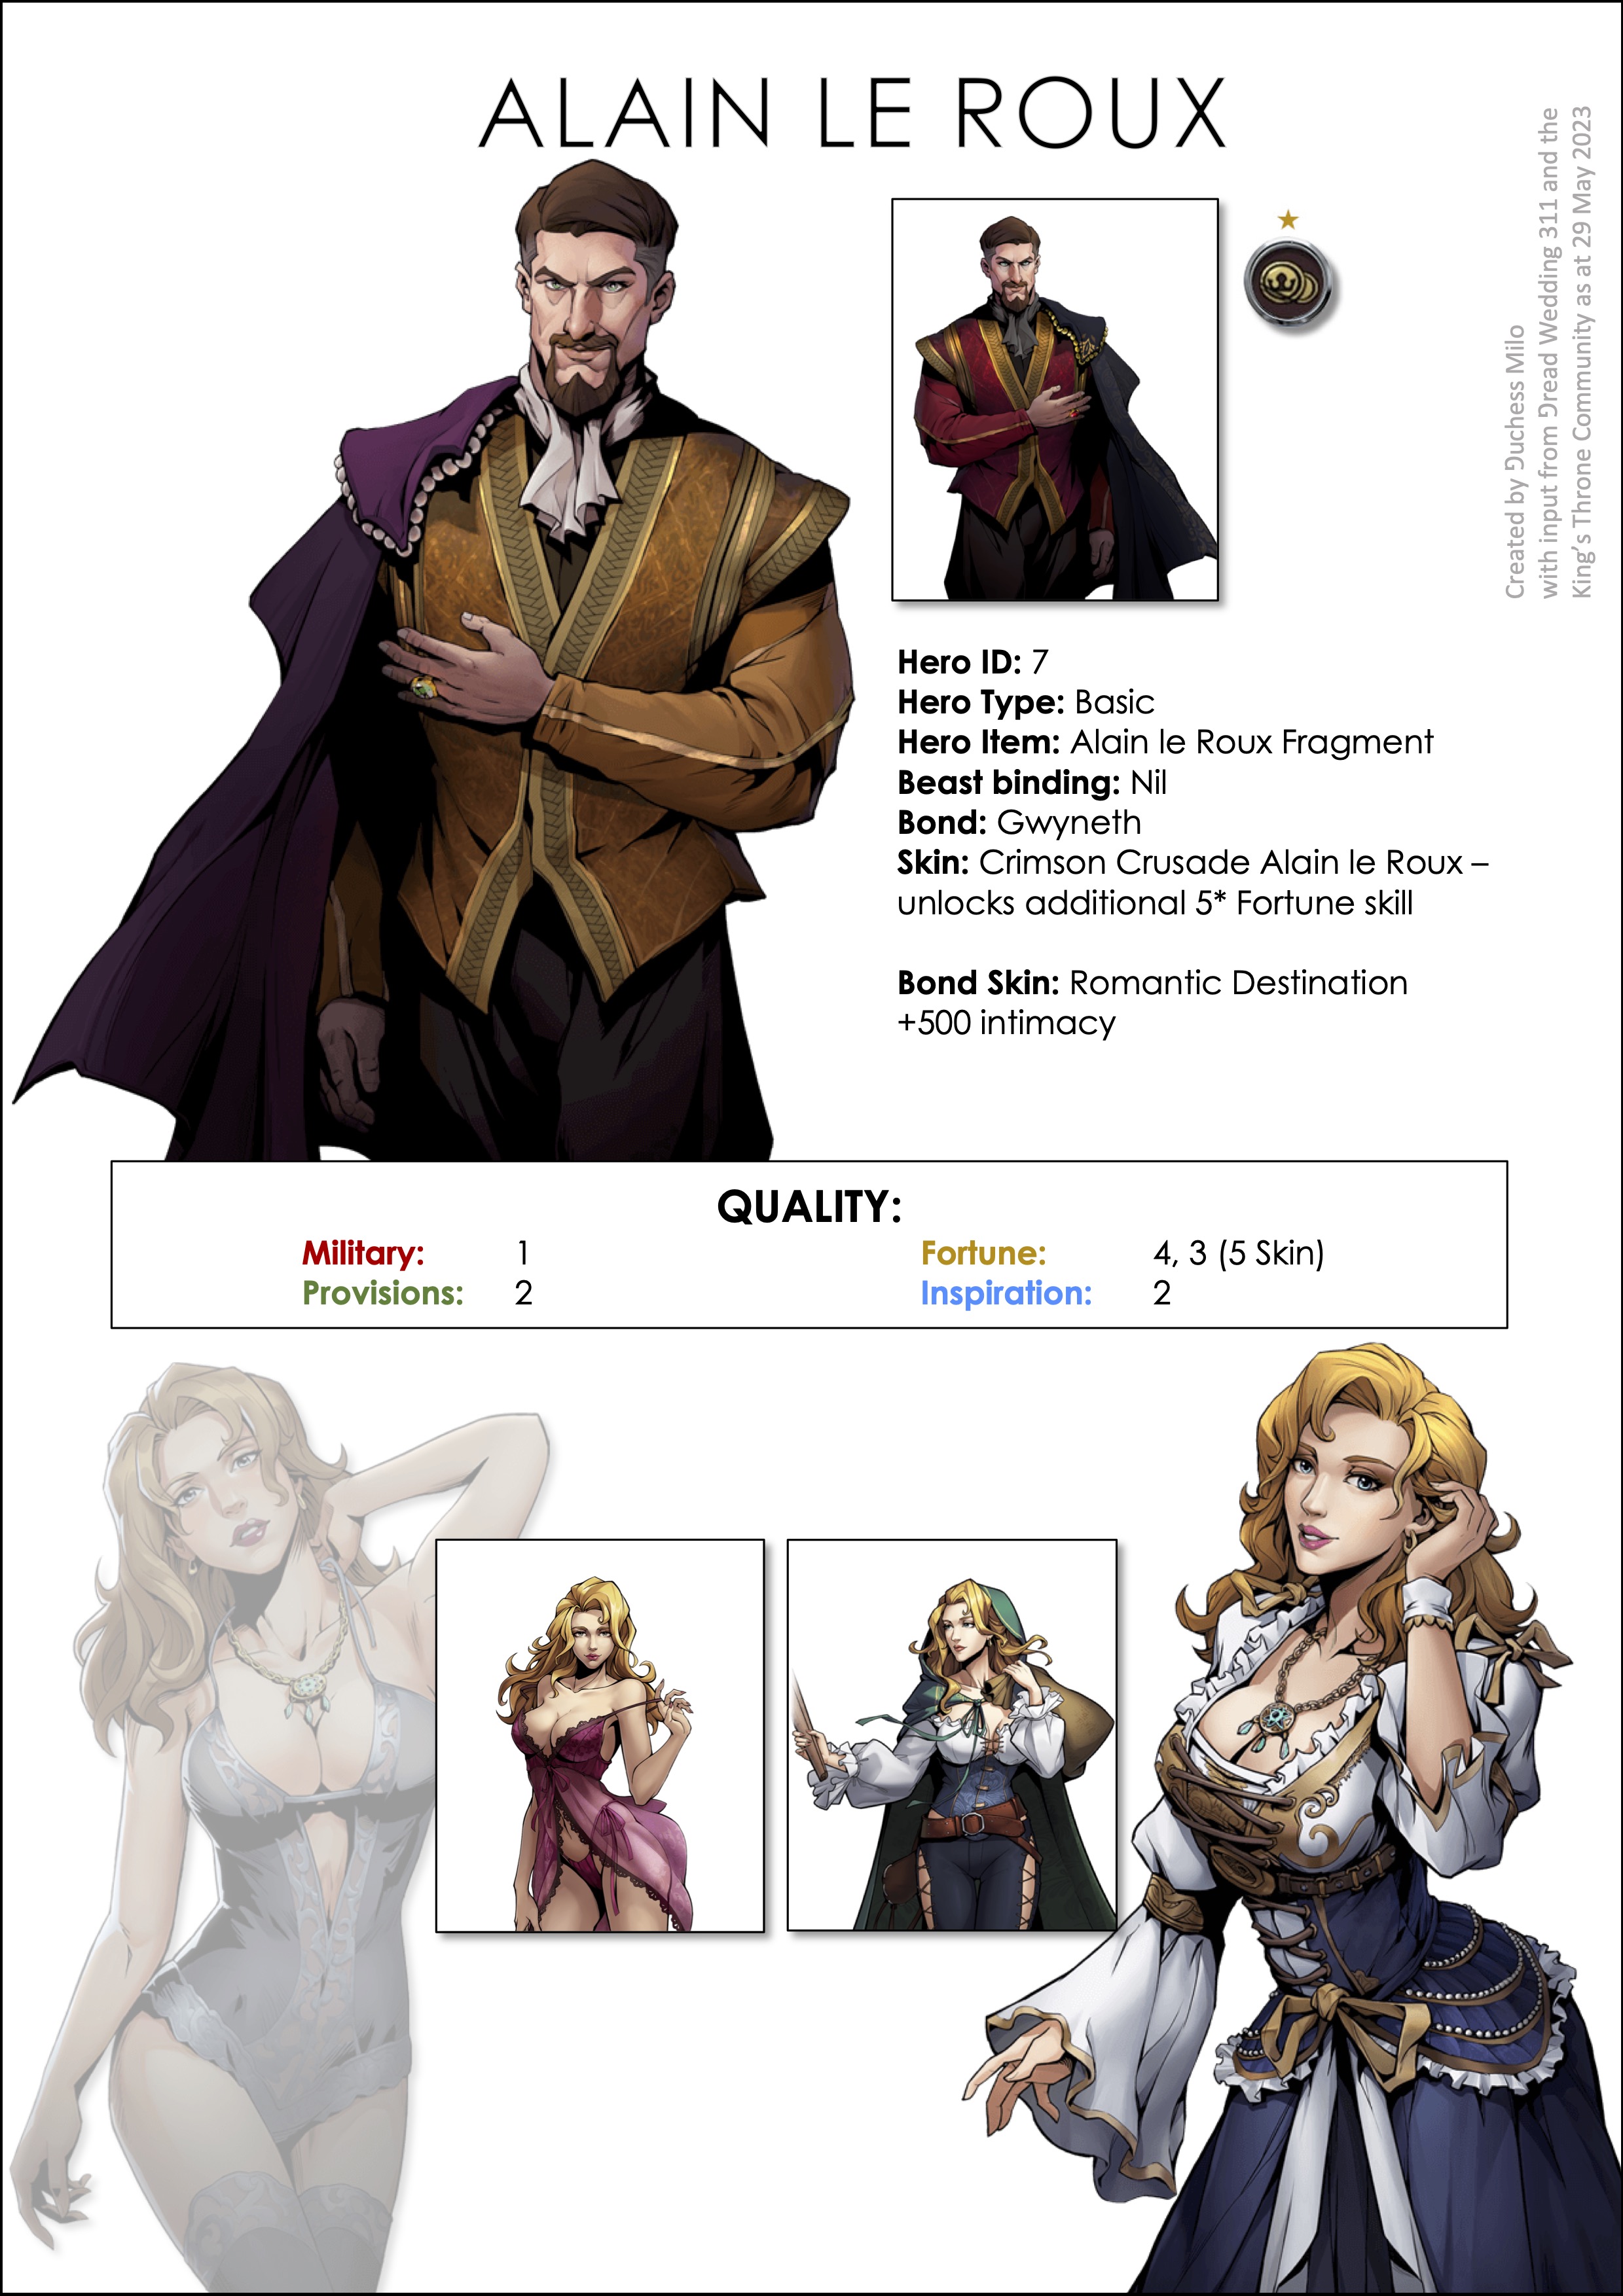 ALAIN LE ROUX
Created by Duchess Milo
with input from Dread Wedding 311 and the
King's Throne Community as at 29 May 2023
Hero ID: 7
Hero Type: Basic
Hero Item: Alain le Roux Fragment
Beast binding: Nil
Bond: Gwyneth
Skin: Crimson Crusade Alain le Roux –
unlocks additional 5* Fortune skill
Bond Skin: Romantic Destination
+500 intimacy
QUALITY:
Military: 1 Fortune: 4, 3 (5 Skin)
Provisions: 2 Inspiration: 2